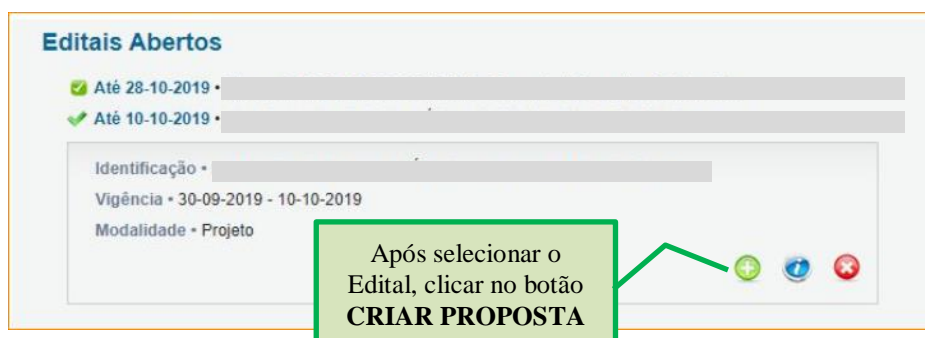 Editais Abertos
Até 28-10-2019 •
Até 10-10-2019 •
Identificação •
Vigência • 30-09-2019 - 10-10-2019
Modalidade • Projeto
Após selecionar o
Edital, clicar no botão
CRIAR PROPOSTA